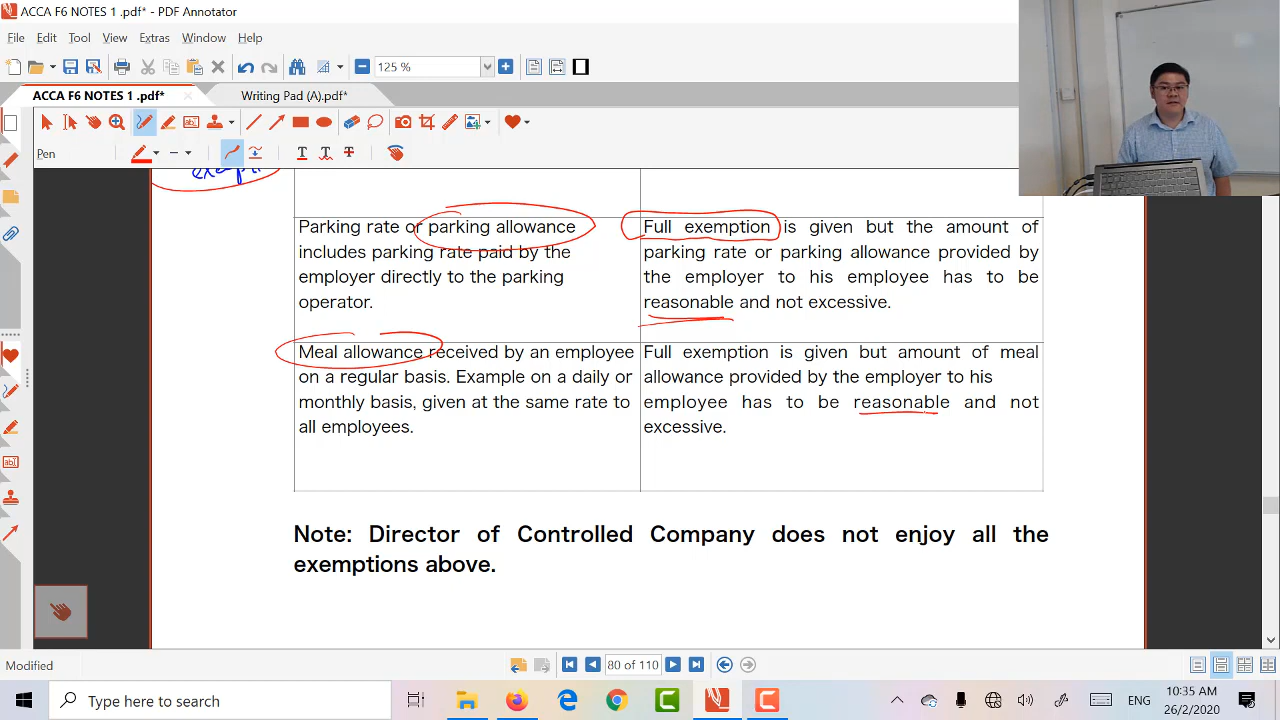 ACCA F6 NOTES 1 .pdf* - PDF Annotator
File Edit Tool View Extras Window Help
125 %
ACCA F6 NOTES 1 .pdf* Writing Pad (A).pdf*
Pen
Parking rate or parking allowance
includes parking rate paid by the
employer directly to the parking
operator.
Full exemption is given but the amount of
parking rate or parking allowance provided by
the employer to his employee has to be
reasonable and not excessive.
Meal allowance received by an employee
on a regular basis. Example on a daily or
monthly basis, given at the same rate to
all employees.
Full exemption is given but amount of meal
allowance provided by the employer to his
employee has to be reasonable and not
excessive.
Note: Director of Controlled Company does not enjoy all the
exemptions above.
Modified
80 of 110
Type here to search
ENG
10:35 AM
26/2/2020